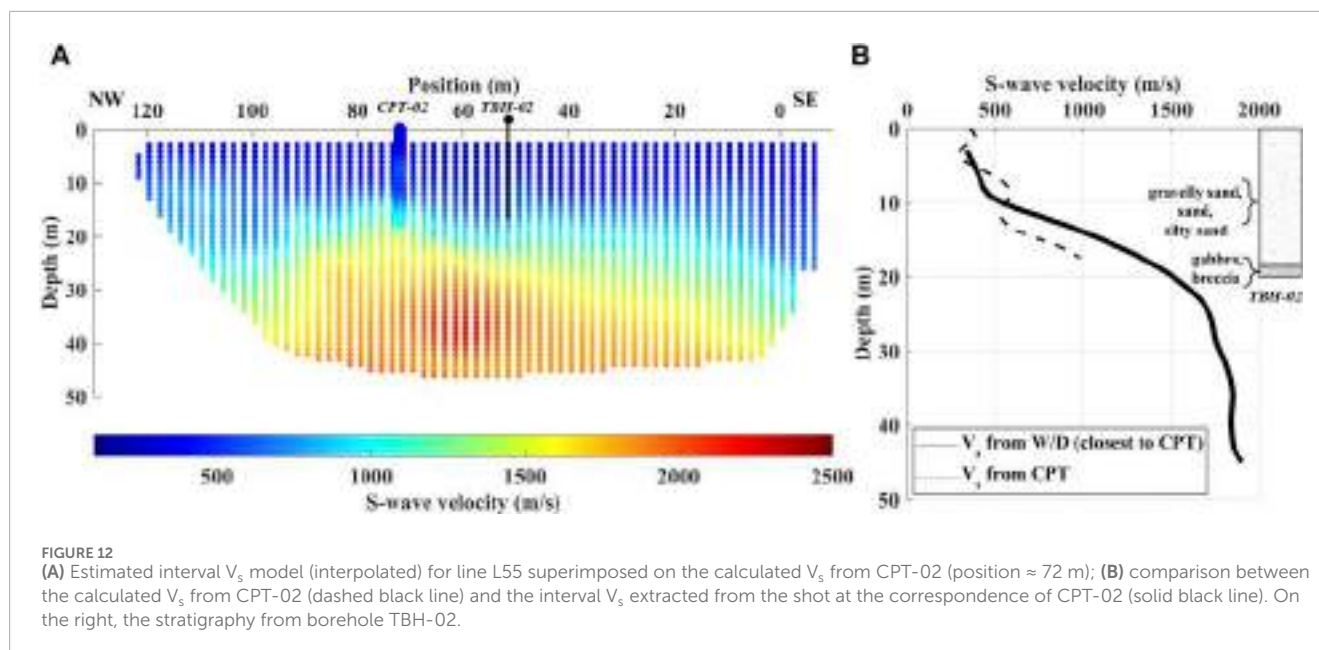 A
Position (m)
NW 120 100 80 CPT-02 60 TBH-02 40 20 0 SE
0
10
20
30
40
50
Depth (m)
500 1000 1500 2000 2500
S-wave velocity (m/s)
B
S-wave velocity (m/s)
0 500 1000 1500 2000
0
10
20
30
40
50
Depth (m)
gravelly sand,
sand,
silty sand
gabbro,
breccia
TBH-02
Vs from W/D (closest to CPT)
Vs from CPT
FIGURE 12
(A) Estimated interval Vs model (interpolated) for line L55 superimposed on the calculated Vs from CPT-02 (position ≈ 72 m); (B) comparison between
the calculated Vs from CPT-02 (dashed black line) and the interval Vs extracted from the shot at the correspondence of CPT-02 (solid black line). On
the right, the stratigraphy from borehole TBH-02.